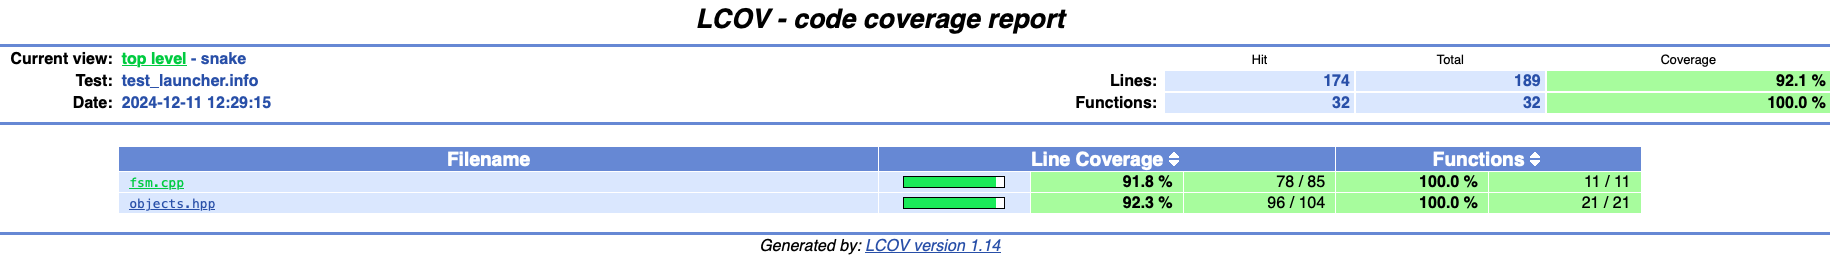 LCOV - code coverage report
Current view: top level - snake Hit Total Coverage
Test: test_launcher.info Lines: 174 189 92.1 %
Date: 2024-12-11 12:29:15 Functions: 32 32 100.0 %
Filename Line Coverage Functions
fsm.cpp 91.8 % 78 / 85 100.0 % 11 / 11
objects.hpp 92.3 % 96 / 104 100.0 % 21 / 21
Generated by: LCOV version 1.14